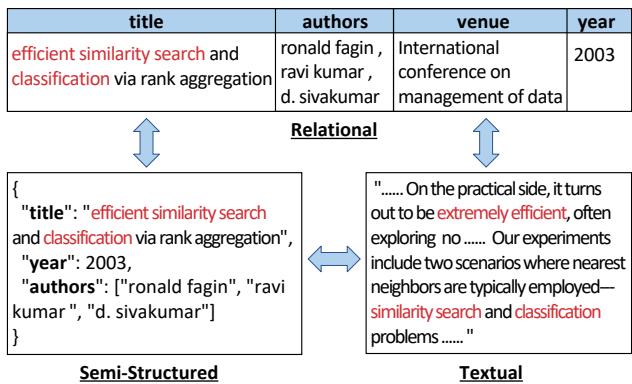 title authors venue year
efficient similarity search and
classification via rank aggregation
ronald fagin ,
ravi kumar ,
d. sivakumar
International
conference on
management of data
2003
Relational
{
"title": "efficient similarity search
and classification via rank aggregation",
"year": 2003,
"authors": ["ronald fagin", "ravi
kumar ", "d. sivakumar"]
}
Semi-Structured
"...... On the practical side, it turns
out to be extremely efficient, often
exploring no ...... Our experiments
include two scenarios where nearest
neighbors are typically employed---
similarity search and classification
problems ...... "
Textual